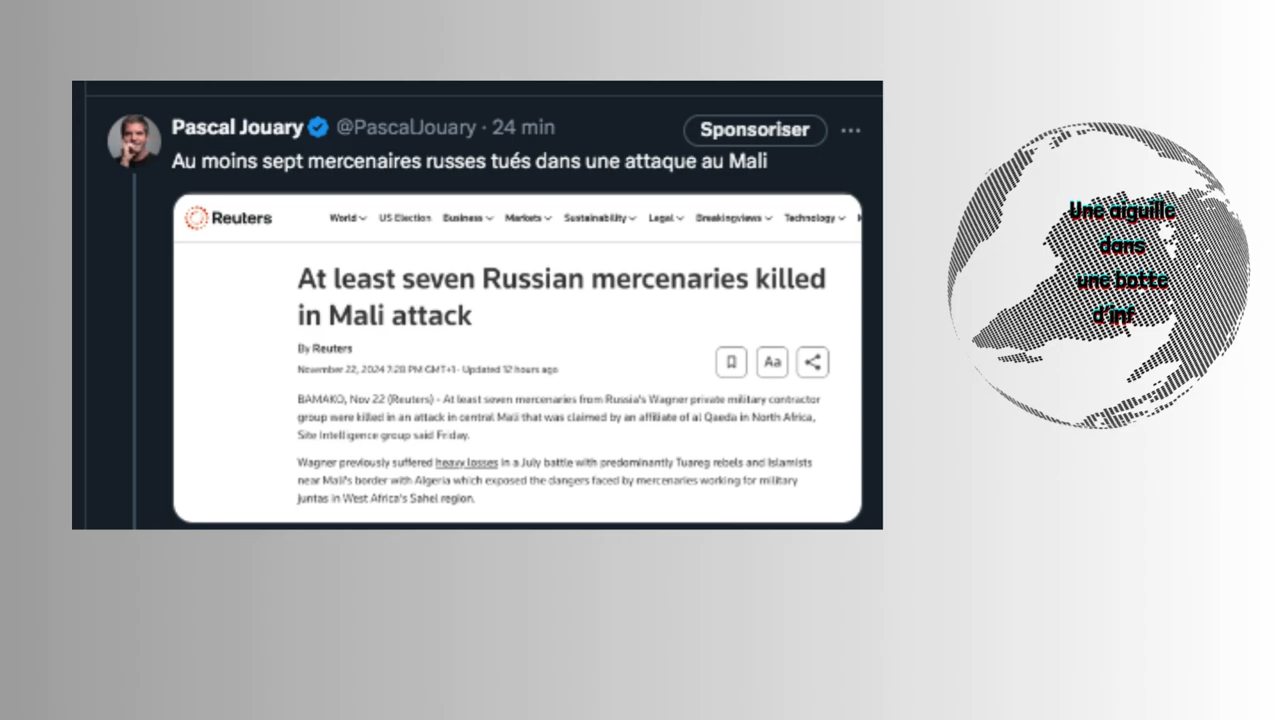 Pascal Jouary @PascalJouary · 24 min Sponsoriser
Au moins sept mercenaires russes tués dans une attaque au Mali
Reuters World US Election Business Markets Sustainability Legal Breakingviews Technology
At least seven Russian mercenaries killed
in Mali attack
By Reuters
November 22, 2024 7:28 PM GMT+1 · Updated 12 hours ago
Aa
BAMAKO, Nov 22 (Reuters) - At least seven mercenaries from Russia's Wagner private military contractor
group were killed in an attack in central Mali that was claimed by an affiliate of al Qaeda in North Africa,
Site Intelligence group said Friday.
Wagner previously suffered heavy losses in a July battle with predominantly Tuareg rebels and Islamists
near Mali's border with Algeria which exposed the dangers faced by mercenaries working for military
juntas in West Africa's Sahel region.
Une aiguille
dans
une botte
d'inf